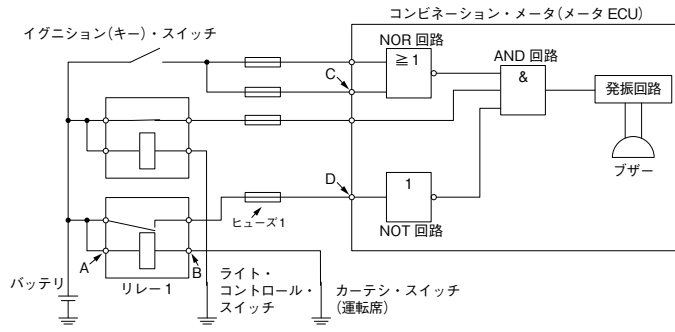 コンビネーション・メータ(メータ ECU)
イグニション(キー)・スイッチ
NOR 回路
≧1
AND 回路
&
C
発振回路
ブザー
D
1
NOT 回路
ヒューズ1
A
B
リレー 1
バッテリ
ライト・
コントロール・
スイッチ
カーテシ・スイッチ
(運転席)